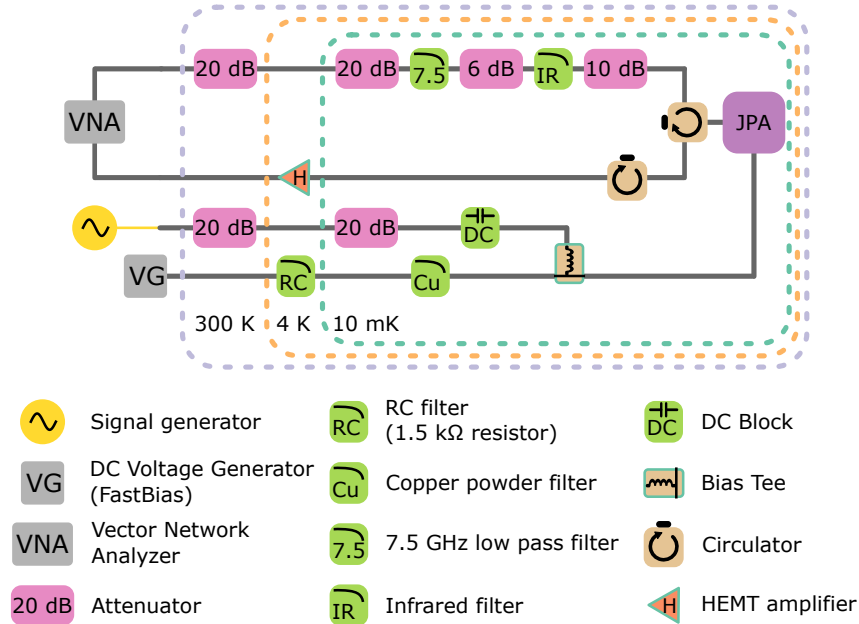 20 dB
20 dB
7.5
6 dB
IR
10 dB
VNA
JPA
H
20 dB
20 dB
DC
VG
RC
Cu
300 K
4 K
10 mK
Signal generator
RC
RC filter
(1.5 kΩ resistor)
DC
DC Block
VG
DC Voltage Generator
(FastBias)
Cu
Copper powder filter
Bias Tee
VNA
Vector Network
Analyzer
7.5
7.5 GHz low pass filter
Circulator
20 dB
Attenuator
IR
Infrared filter
H
HEMT amplifier